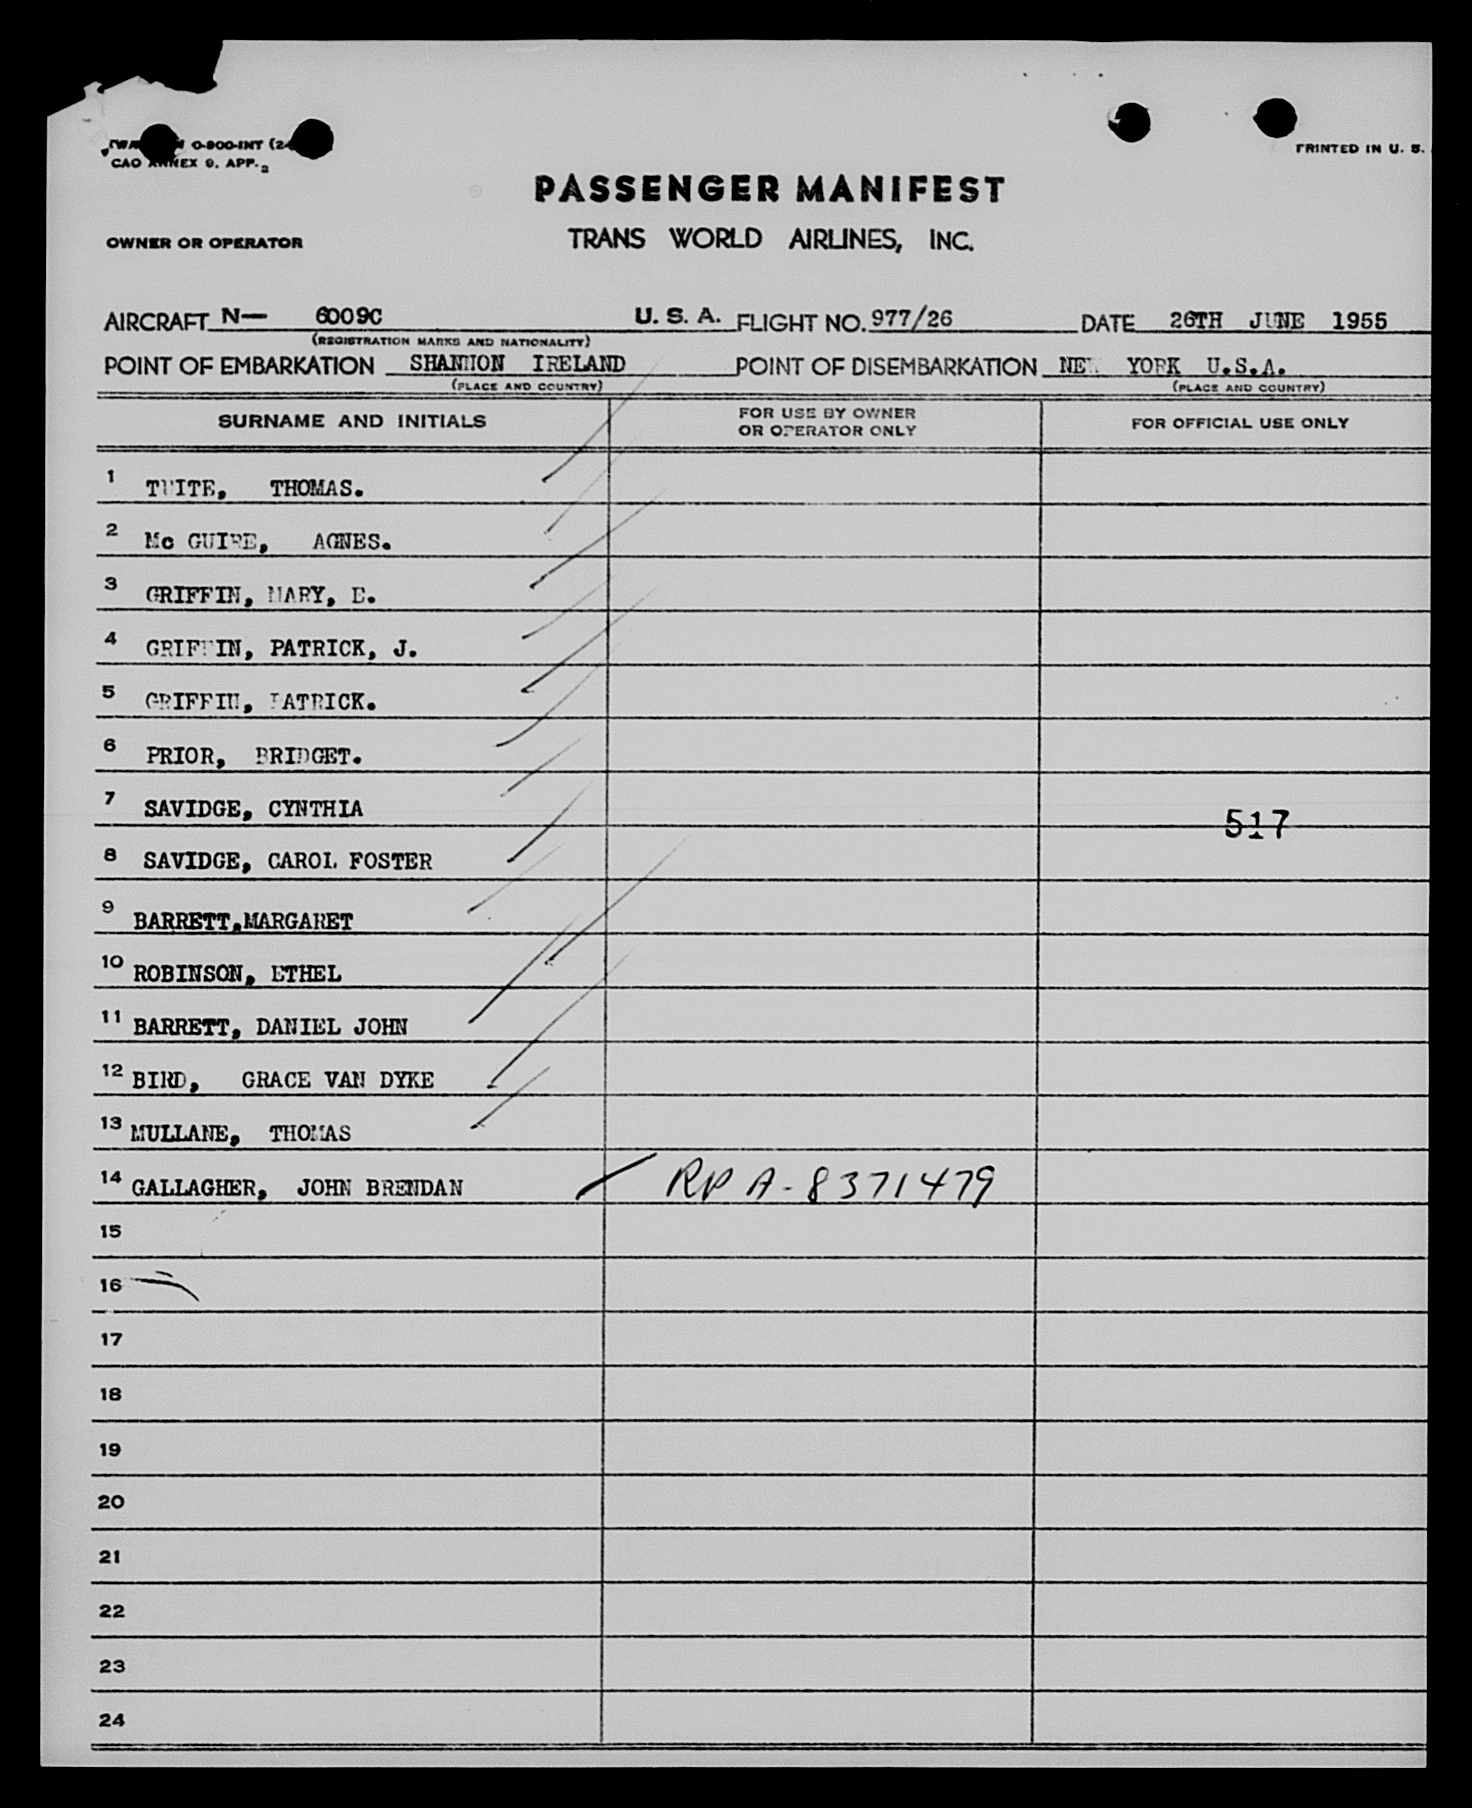 O-800-INT (2-
CAO ANNEX 9. APP. 2
PRINTED IN U. S.
PASSENGER MANIFEST
OWNER OR OPERATOR
TRANS WORLD AIRLINES, INC.
AIRCRAFT N— 6009C U. S. A. FLIGHT NO. 977/26 DATE 26TH JUNE 1955
(REGISTRATION MARKS AND NATIONALITY)
POINT OF EMBARKATION SHANNON IRELAND POINT OF DISEMBARKATION NEW YORK U.S.A.
(PLACE AND COUNTRY) (PLACE AND COUNTRY)
SURNAME AND INITIALS FOR USE BY OWNER OR OPERATOR ONLY FOR OFFICIAL USE ONLY
1 TUITE, THOMAS.
2 Mc GUIRE, AGNES.
3 GRIFFIN, MARY, E.
4 GRIFFIN, PATRICK, J.
5 GRIFFIN, PATRICK.
6 PRIOR, BRIDGET.
7 SAVIDGE, CYNTHIA
517
8 SAVIDGE, CAROL FOSTER
9 BARRETT,MARGARET
10 ROBINSON, ETHEL
11 BARRETT, DANIEL JOHN
12 BIRD, GRACE VAN DYKE
13 MULLANE, THOMAS
14 GALLAGHER, JOHN BRENDAN RP A-8371479
15
16
17
18
19
20
21
22
23
24